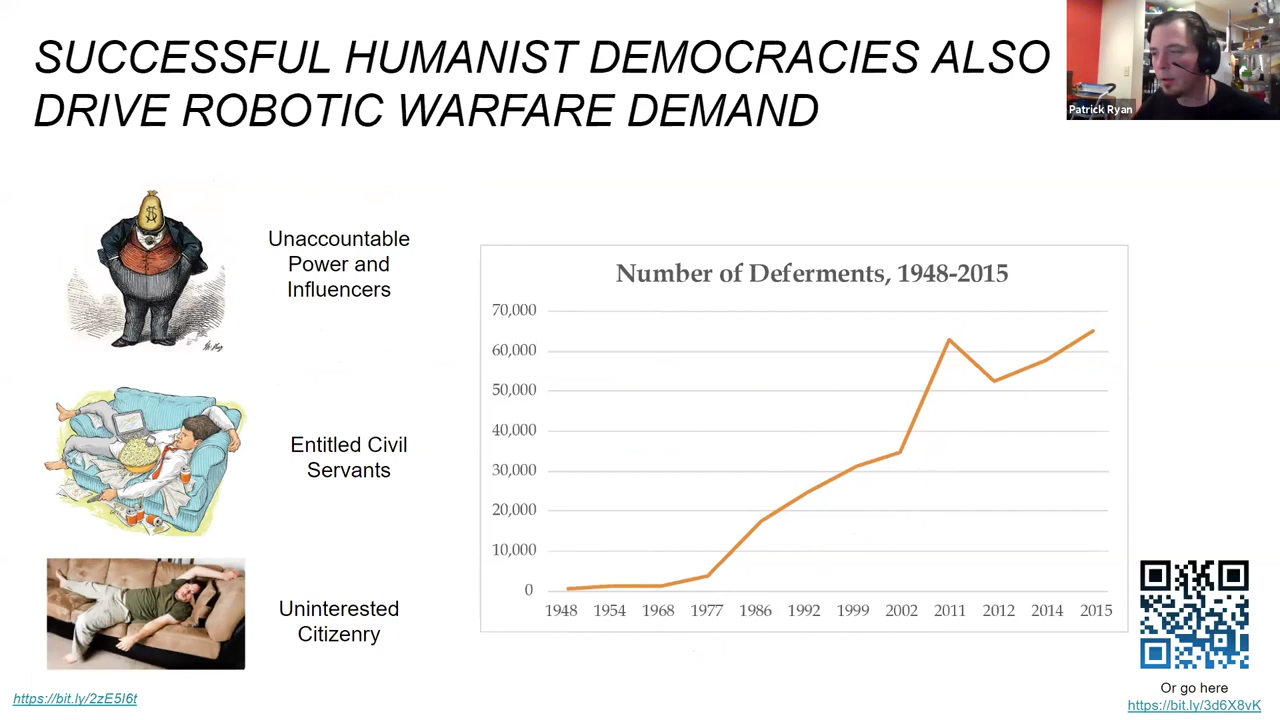 SUCCESSFUL HUMANIST DEMOCRACIES ALSO
DRIVE ROBOTIC WARFARE DEMAND
Patrick Ryan
Unaccountable
Power and
Influencers
Entitled Civil
Servants
Uninterested
Citizenry
https://bit.ly/2zE5I6t
Number of Deferments, 1948-2015
70,000
60,000
50,000
40,000
30,000
20,000
10,000
0
1948 1954 1968 1977 1986 1992 1999 2002 2011 2012 2014 2015
Or go here
https://bit.ly/3d6X8vK